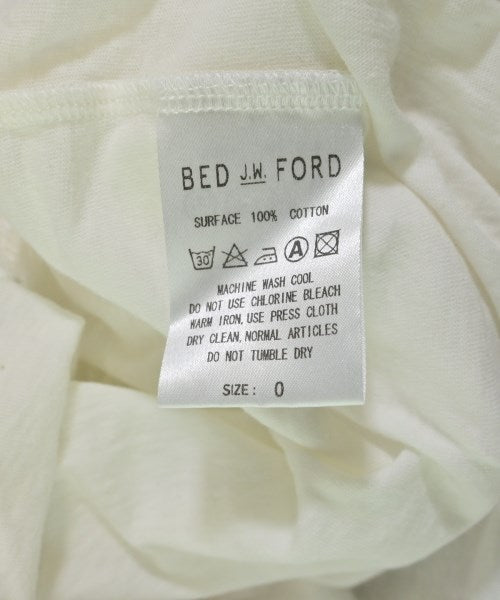 BED J.W. FORD
SURFACE 100% COTTON
30 A
MACHINE WASH COOL
DO NOT USE CHLORINE BLEACH
WARM IRON, USE PRESS CLOTH
DRY CLEAN, NORMAL ARTICLES
DO NOT TUMBLE DRY
SIZE: 0